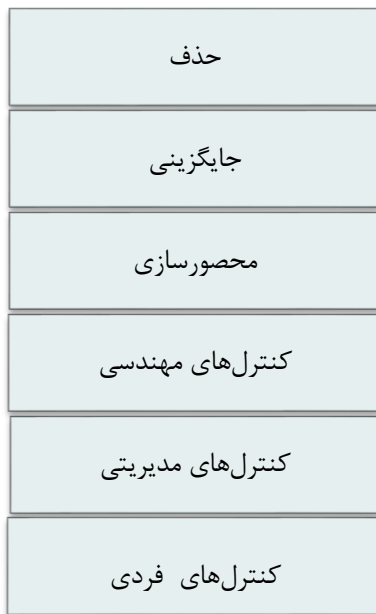 حذف
جایگزینی
محصورسازی
کنترل‌های مهندسی
کنترل‌های مدیریتی
کنترل‌های فردی